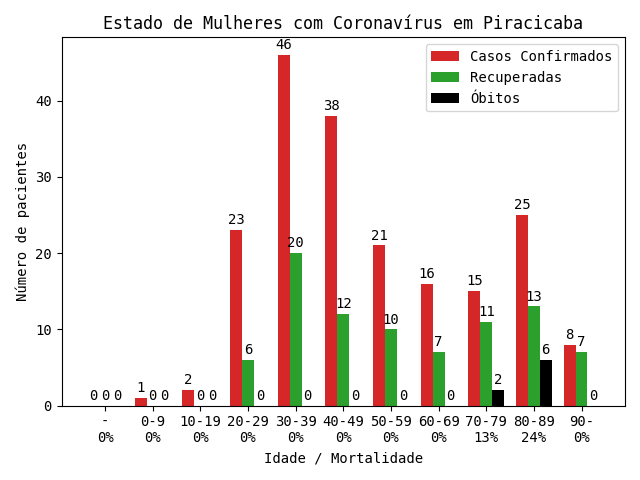 Estado de Mulheres com Coronavírus em Piracicaba
Casos Confirmados
Recuperadas
Óbitos
Número de pacientes
40
30
20
10
0
0 0 0
1 0 0
2 0 0
23 6 0
46 20 0
38 12 0
21 10 0
16 7 0
15 11 2
25 13 6
8 7 0
- 0-9 10-19 20-29 30-39 40-49 50-59 60-69 70-79 80-89 90-
0% 0% 0% 0% 0% 0% 0% 0% 13% 24% 0%
Idade / Mortalidade